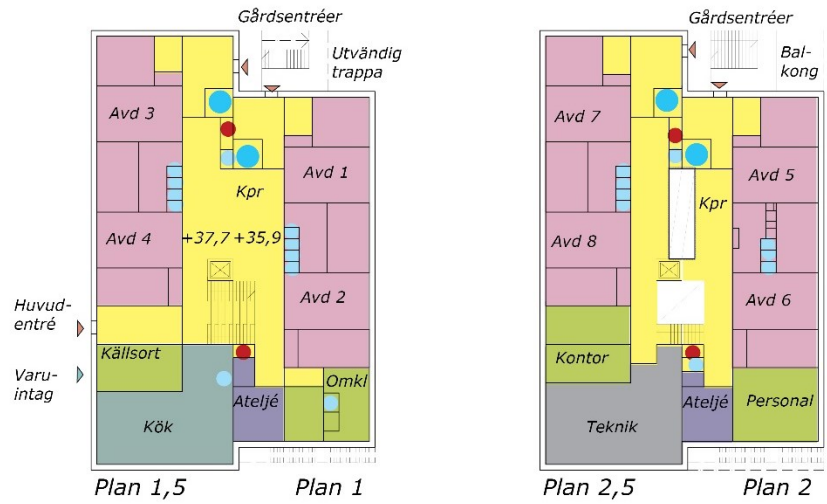 Gårdsentréer
Utvändig
trappa
Avd 3
Avd 1
Kpr
Avd 4
+37,7 +35,9
Avd 2
Huvud-
entré
Källsort
Varu-
intag
Omkl
Ateljé
Kök
Plan 1,5
Plan 1
Gårdsentréer
Bal-
kong
Avd 7
Avd 5
Kpr
Avd 8
Avd 6
Kontor
Ateljé
Personal
Teknik
Plan 2,5
Plan 2